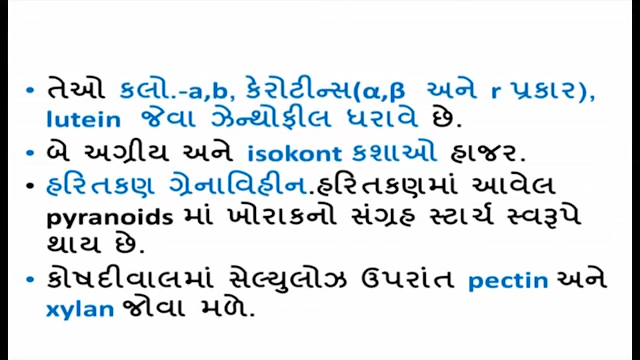 • તેઓ કલો.-a,b, કેરોટીન્સ(α,β અને r પ્રકાર),
lutein જેવા ઝેન્થોફીલ ધરાવે છે.
• બે અગ્રીય અને isokont કશાઓ હાજર.
• હરિતકણ ગ્રેનાવિહીન.હરિતકણમાં આવેલ
pyranoids માં ખોરાકનો સંગ્રહ સ્ટાર્ચ સ્વરૂપે
થાય છે.
• કોષદીવાલમાં સેલ્યુલોઝ ઉપરાંત pectin અને
xylan જોવા મળે.